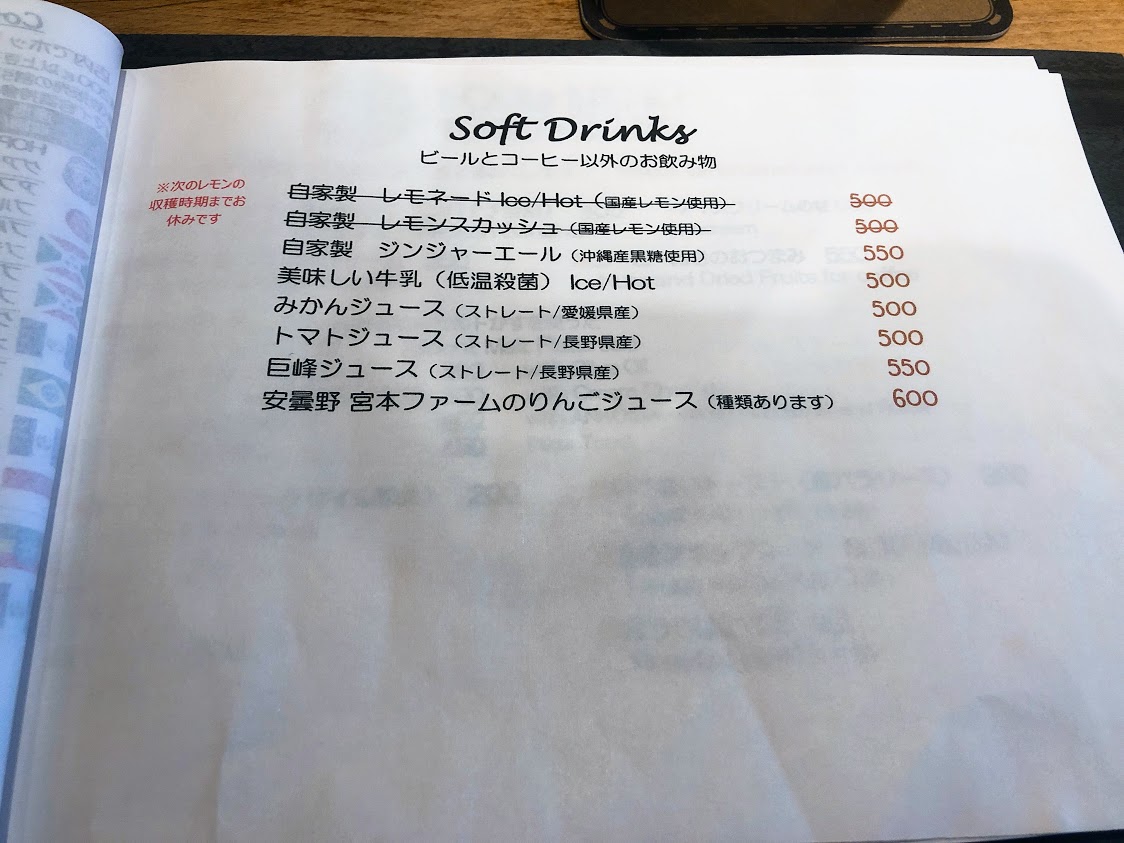 Soft Drinks
ビールとコーヒー以外のお飲み物
※次のレモンの
収穫時期までお
休みです
自家製 レモネード Ice/Hot（国産レモン使用） 500
自家製 レモンスカッシュ（国産レモン使用） 500
自家製 ジンジャーエール（沖縄産黒糖使用） 550
美味しい牛乳（低温殺菌） Ice/Hot 500
みかんジュース（ストレート/愛媛県産） 500
トマトジュース（ストレート/長野県産） 500
巨峰ジュース（ストレート/長野県産） 550
安曇野 宮本ファームのりんごジュース（種類あります） 600